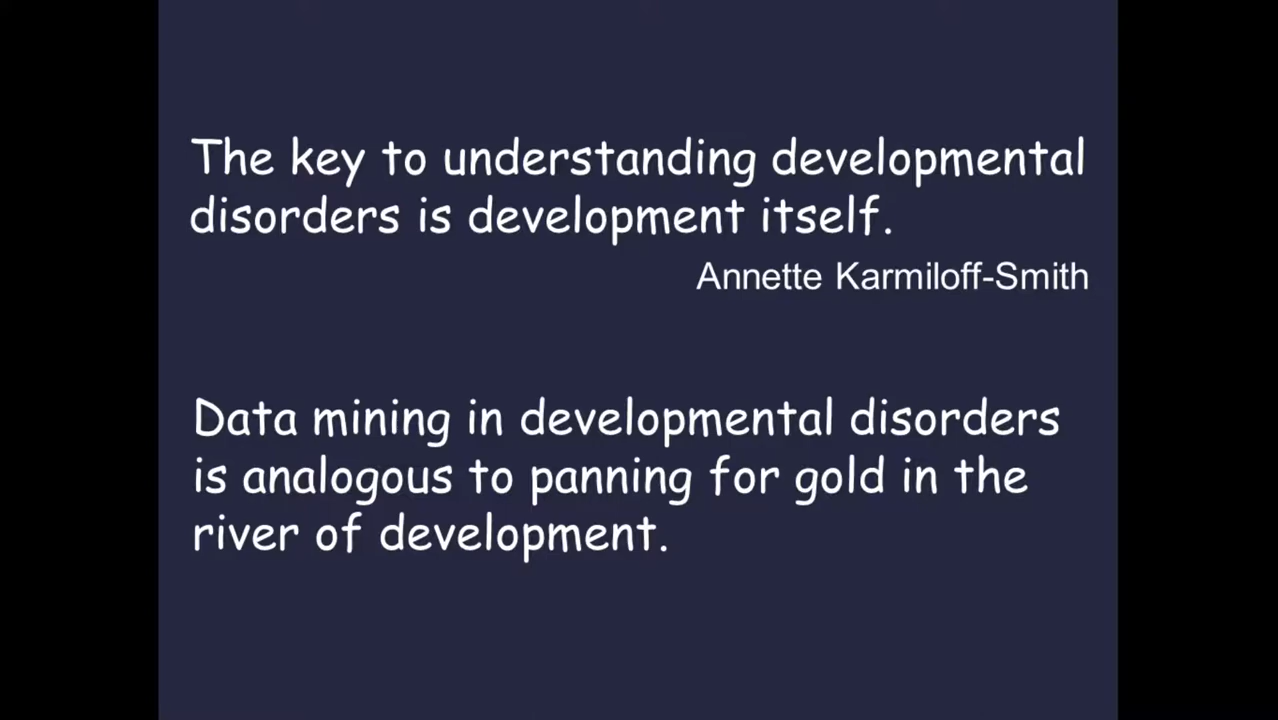 The key to understanding developmental
disorders is development itself.
Annette Karmiloff-Smith
Data mining in developmental disorders
is analogous to panning for gold in the
river of development.